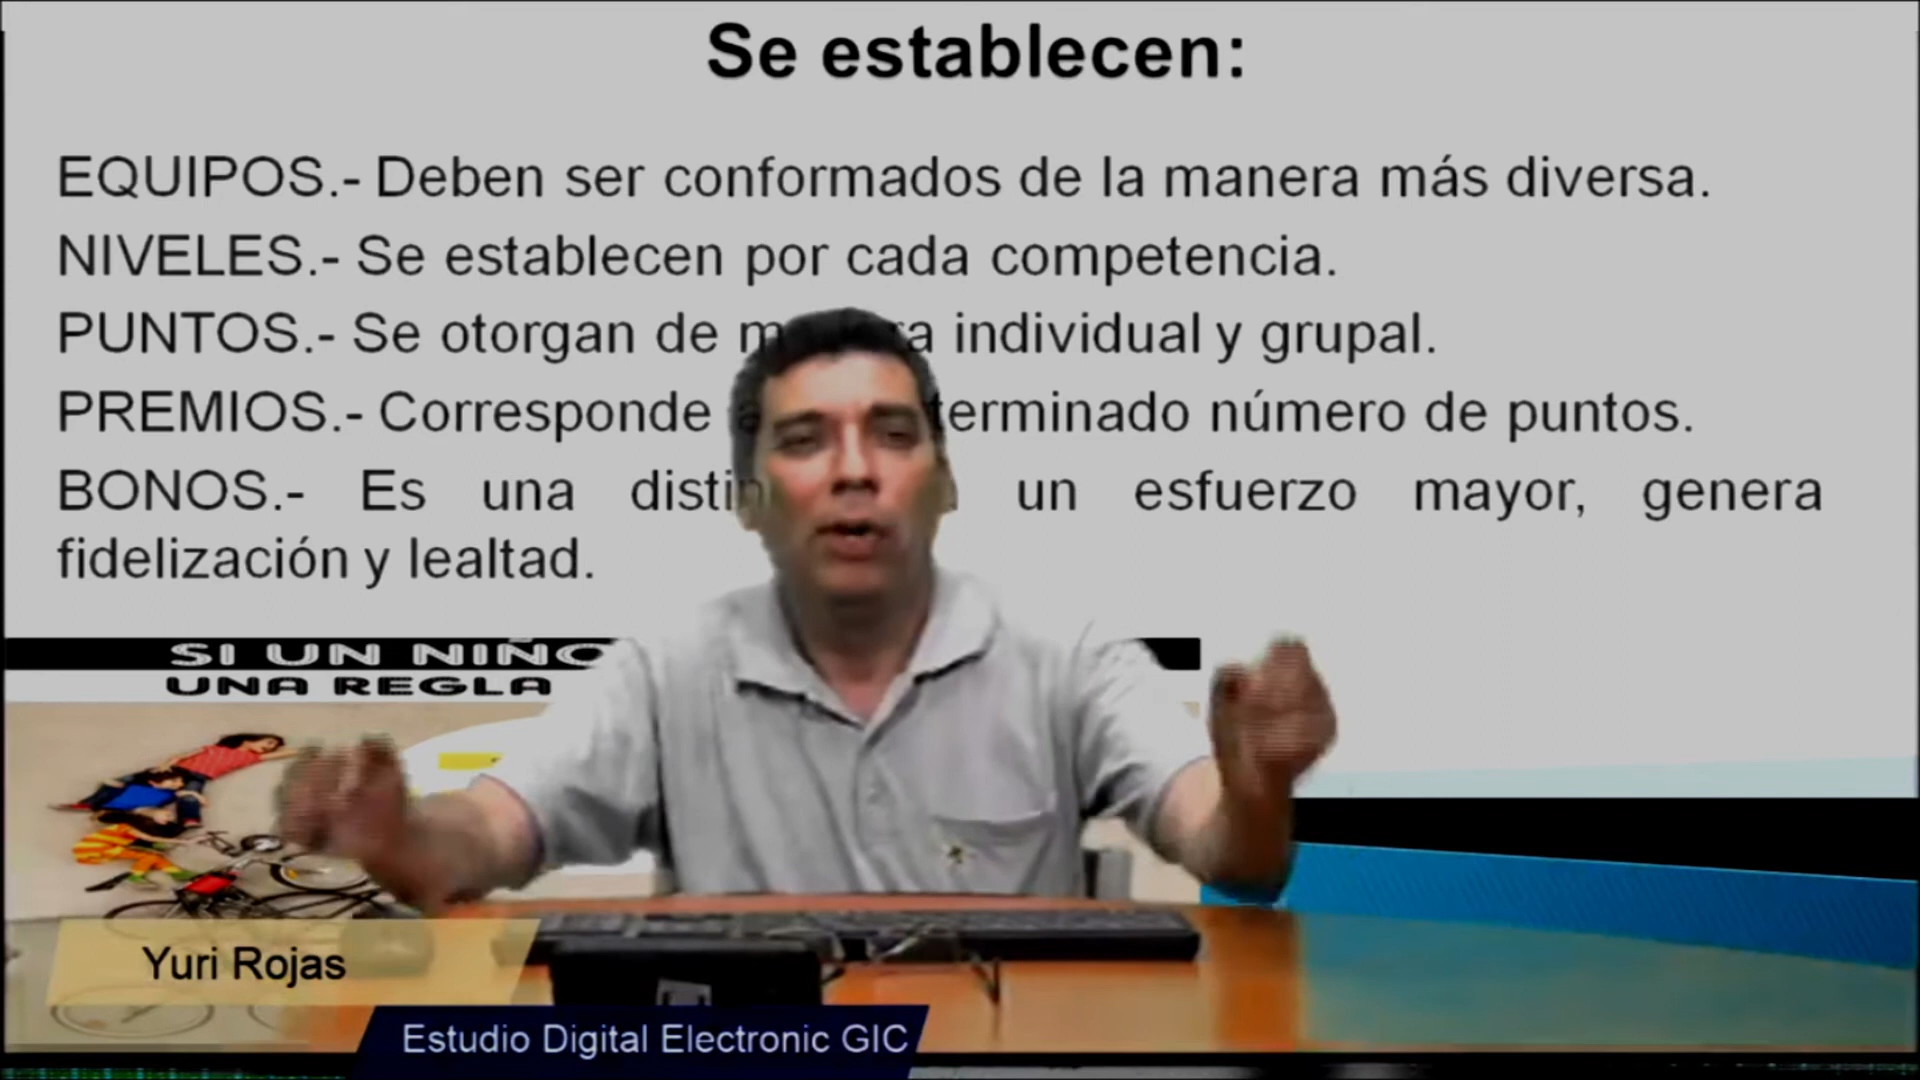 Se establecen:
EQUIPOS.- Deben ser conformados de la manera más diversa.
NIVELES.- Se establecen por cada competencia.
PUNTOS.- Se otorgan de individual y grupal.
PREMIOS.- Corresponde número de puntos.
BONOS.- Es una un esfuerzo mayor, genera
fidelización y lealtad.
SI UN NIÑO
UNA REGLA
Yuri Rojas
Estudio Digital Electronic GIC